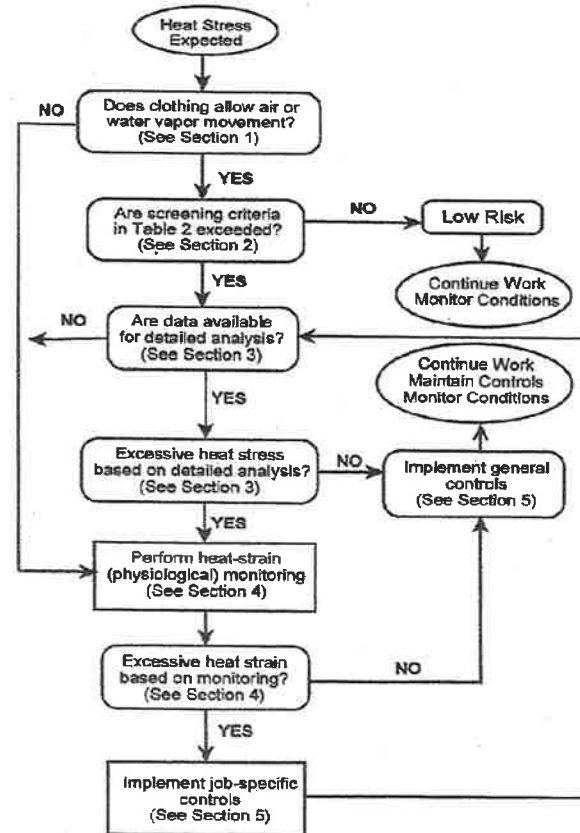 Heat Stress
Expected
NO
Does clothing allow air or
water vapor movement?
(See Section 1)
YES
Are screening criteria
in Table 2 exceeded?
(See Section 2)
NO
Low Risk
Continue Work
Monitor Conditions
YES
NO
Are data available
for detailed analysis?
(See Section 3)
Continue Work
Maintain Controls
Monitor Conditions
YES
Excessive heat stress
based on detailed analysis?
(See Section 3)
NO
Implement general
controls
(See Section 5)
YES
Perform heat-strain
(physiological) monitoring
(See Section 4)
Excessive heat strain
based on monitoring?
(See Section 4)
NO
YES
Implement job-specific
controls
(See Section 5)